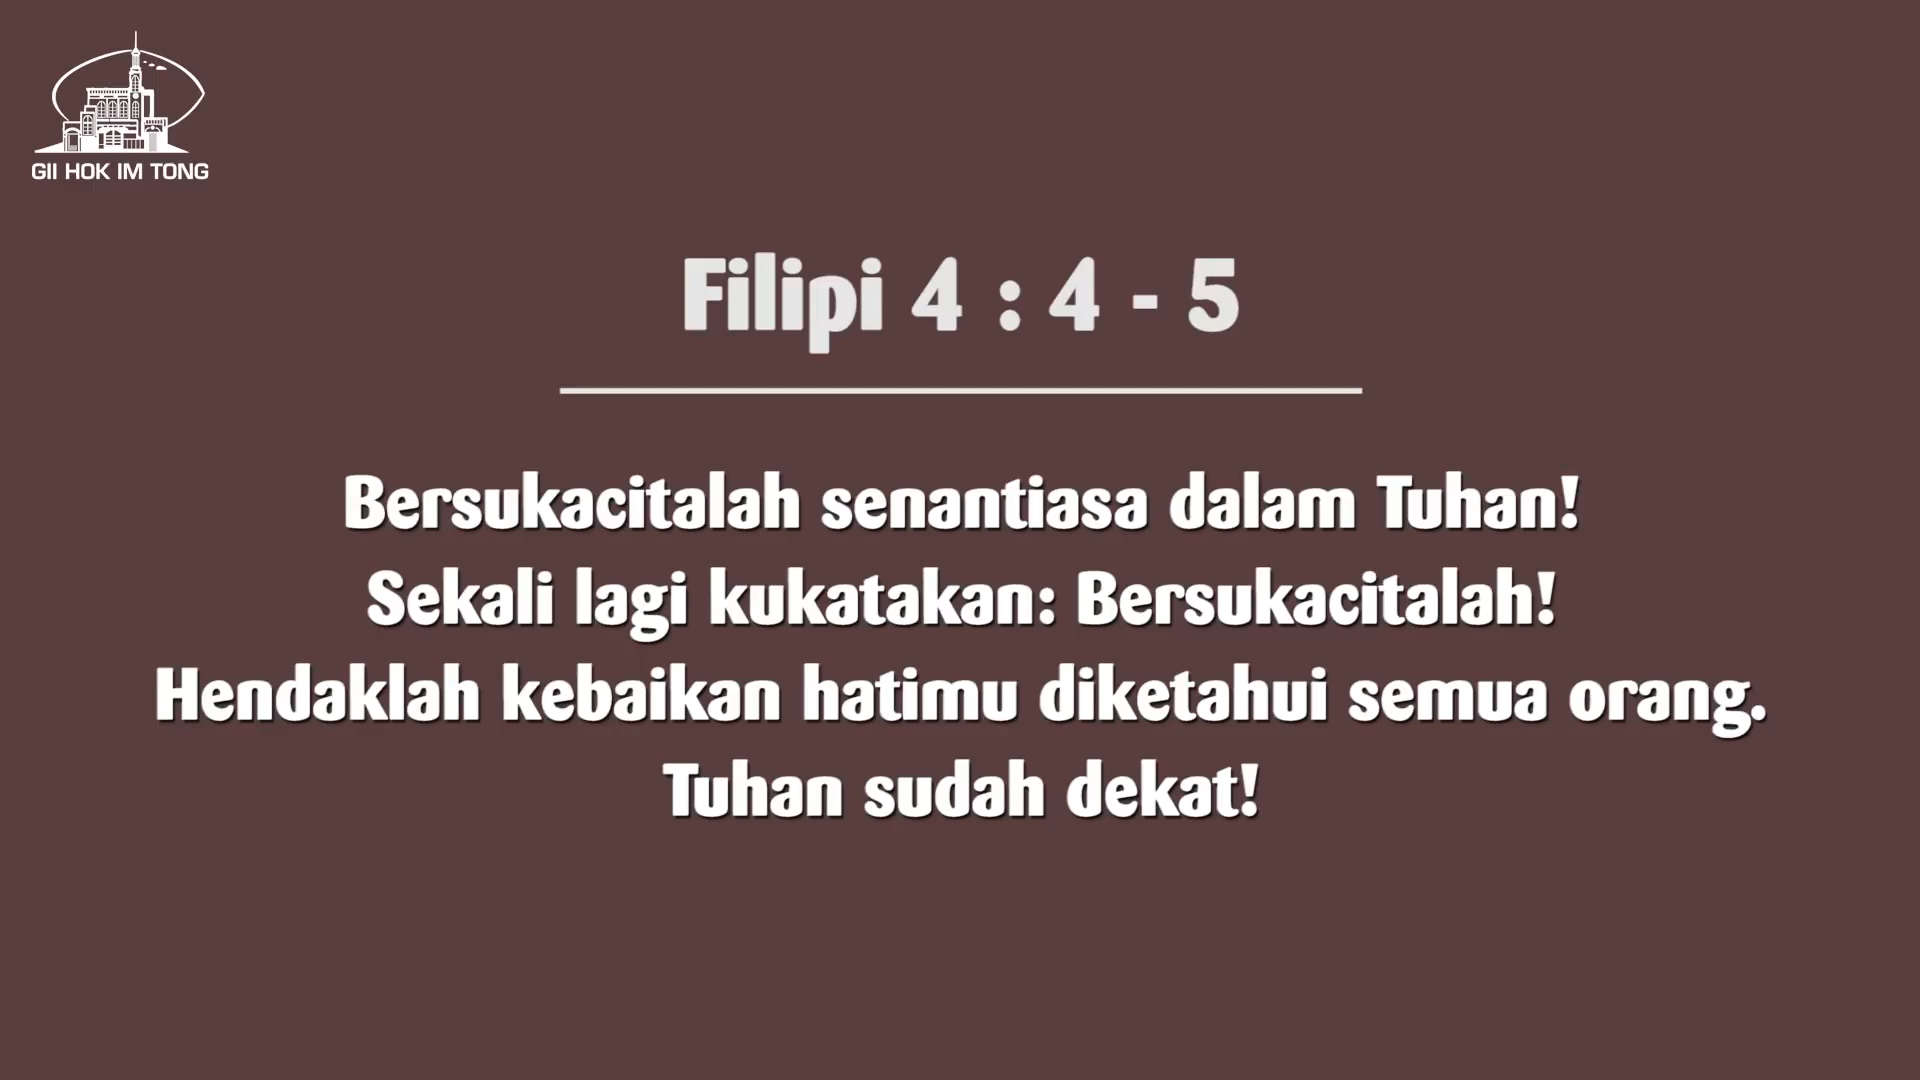 GII HOK IM TONG
Filipi 4 : 4 - 5
Bersukacitalah senantiasa dalam Tuhan!
Sekali lagi kukatakan: Bersukacitalah!
Hendaklah kebaikan hatimu diketahui semua orang.
Tuhan sudah dekat!